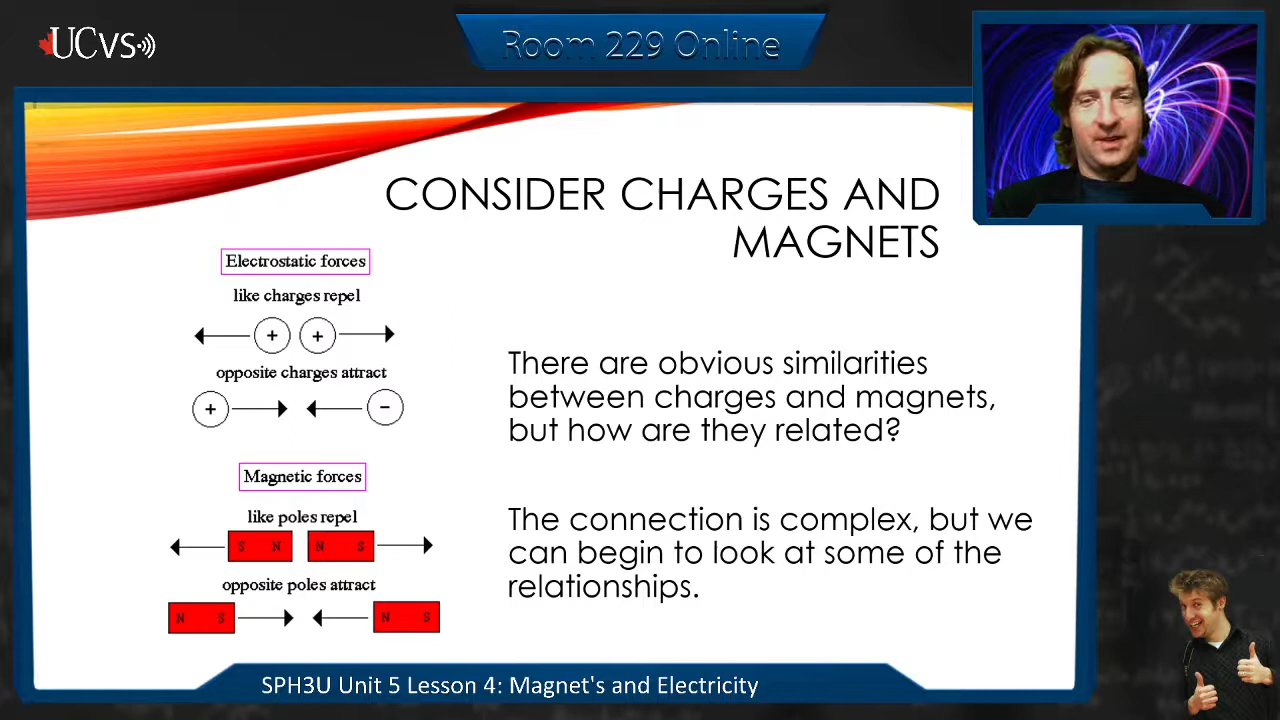 UCvs
Room 229 Online
CONSIDER CHARGES AND
MAGNETS
Electrostatic forces
like charges repel
+ +
opposite charges attract
+ −
Magnetic forces
like poles repel
S N N S
opposite poles attract
N S N S
There are obvious similarities
between charges and magnets,
but how are they related?
The connection is complex, but we
can begin to look at some of the
relationships.
SPH3U Unit 5 Lesson 4: Magnet's and Electricity